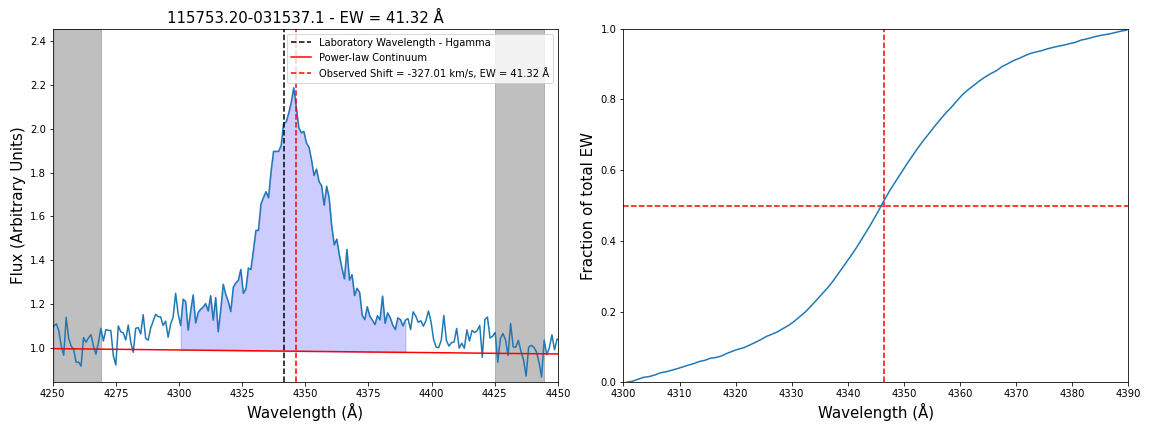 115753.20-031537.1 - EW = 41.32 Å
Flux (Arbitrary Units)
2.4
2.2
2.0
1.8
1.6
1.4
1.2
1.0
Laboratory Wavelength - Hgamma
Power-law Continuum
Observed Shift = -327.01 km/s, EW = 41.32 Å
4250 4275 4300 4325 4350 4375 4400 4425 4450
Wavelength (Å)
Fraction of total EW
1.0
0.8
0.6
0.4
0.2
0.0
4300 4310 4320 4330 4340 4350 4360 4370 4380 4390
Wavelength (Å)